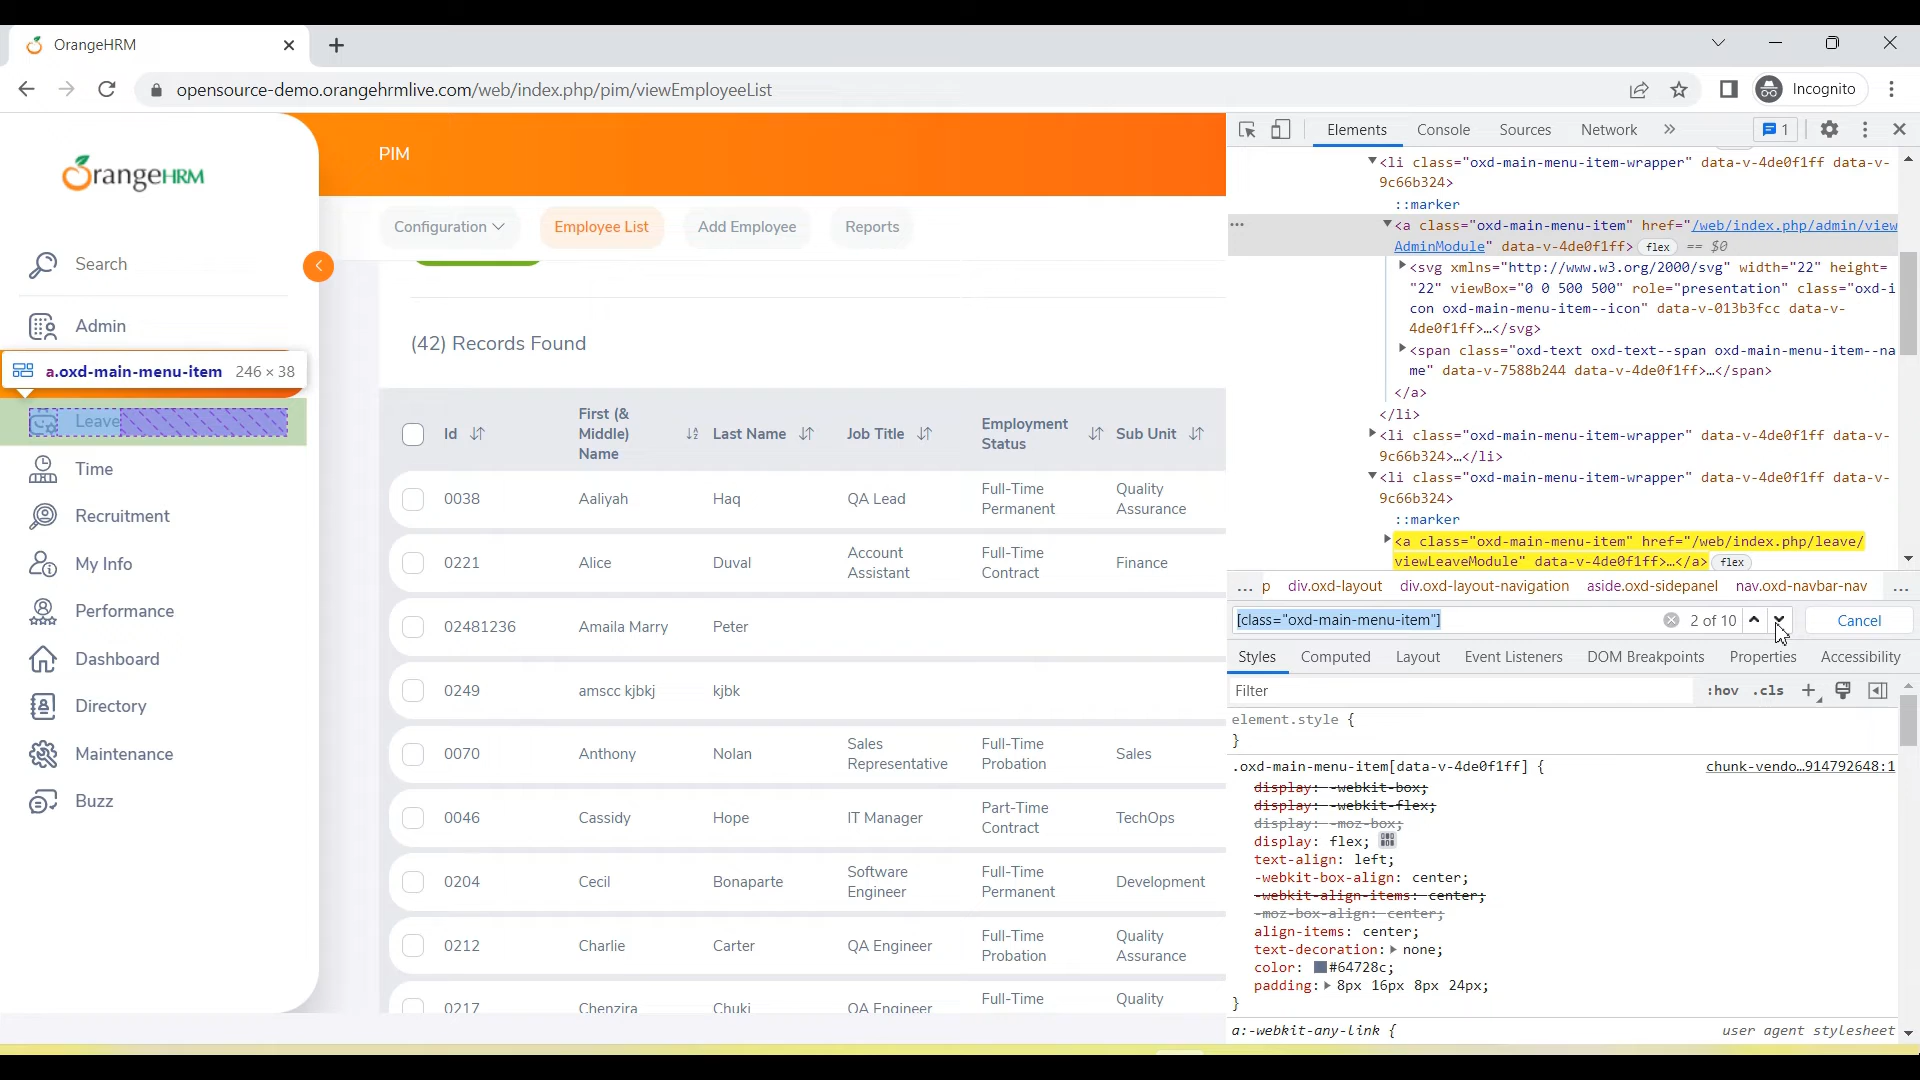 OrangeHRM
opensource-demo.orangehrmlive.com/web/index.php/pim/viewEmployeeList
Incognito
OrangeHRM
Search
Admin
a.oxd-main-menu-item 246 × 38
Leave
Time
Recruitment
My Info
Performance
Dashboard
Directory
Maintenance
Buzz
PIM
Configuration
Employee List
Add Employee
Reports
(42) Records Found
Id
First (& Middle) Name
Last Name
Job Title
Employment Status
Sub Unit
0038 Aaliyah Haq QA Lead Full-Time Permanent Quality Assurance
0221 Alice Duval Account Assistant Full-Time Contract Finance
02481236 Amaila Marry Peter
0249 amscc kjbkj kjbk
0070 Anthony Nolan Sales Representative Full-Time Probation Sales
0046 Cassidy Hope IT Manager Part-Time Contract TechOps
0204 Cecil Bonaparte Software Engineer Full-Time Permanent Development
0212 Charlie Carter QA Engineer Full-Time Probation Quality Assurance
0217 Chenzira Chuki QA Engineer Full-Time Quality
Elements Console Sources Network » 1
<li class="oxd-main-menu-item-wrapper" data-v-4de0f1ff data-v-
9c66b324>
::marker
<a class="oxd-main-menu-item" href="/web/index.php/admin/view
AdminModule" data-v-4de0f1ff> flex == $0
<svg xmlns="http://www.w3.org/2000/svg" width="22" height=
"22" viewBox="0 0 500 500" role="presentation" class="oxd-i
con oxd-main-menu-item--icon" data-v-013b3fcc data-v-
4de0f1ff>…</svg>
<span class="oxd-text oxd-text--span oxd-main-menu-item--na
me" data-v-7588b244 data-v-4de0f1ff>…</span>
</a>
</li>
<li class="oxd-main-menu-item-wrapper" data-v-4de0f1ff data-v-
9c66b324>…</li>
<li class="oxd-main-menu-item-wrapper" data-v-4de0f1ff data-v-
9c66b324>
::marker
<a class="oxd-main-menu-item" href="/web/index.php/leave/
viewLeaveModule" data-v-4de0f1ff>…</a> flex
… p div.oxd-layout div.oxd-layout-navigation aside.oxd-sidepanel nav.oxd-navbar-nav …
[class="oxd-main-menu-item"] 2 of 10 Cancel
Styles Computed Layout Event Listeners DOM Breakpoints Properties Accessibility
Filter :hov .cls
element.style {
}
.oxd-main-menu-item[data-v-4de0f1ff] { chunk-vendo…914792648:1
display: -webkit-box;
display: -webkit-flex;
display: -moz-box;
display: flex;
text-align: left;
-webkit-box-align: center;
-webkit-align-items: center;
-moz-box-align: center;
align-items: center;
text-decoration: none;
color: #64728c;
padding: 8px 16px 8px 24px;
}
a:-webkit-any-link { user agent stylesheet